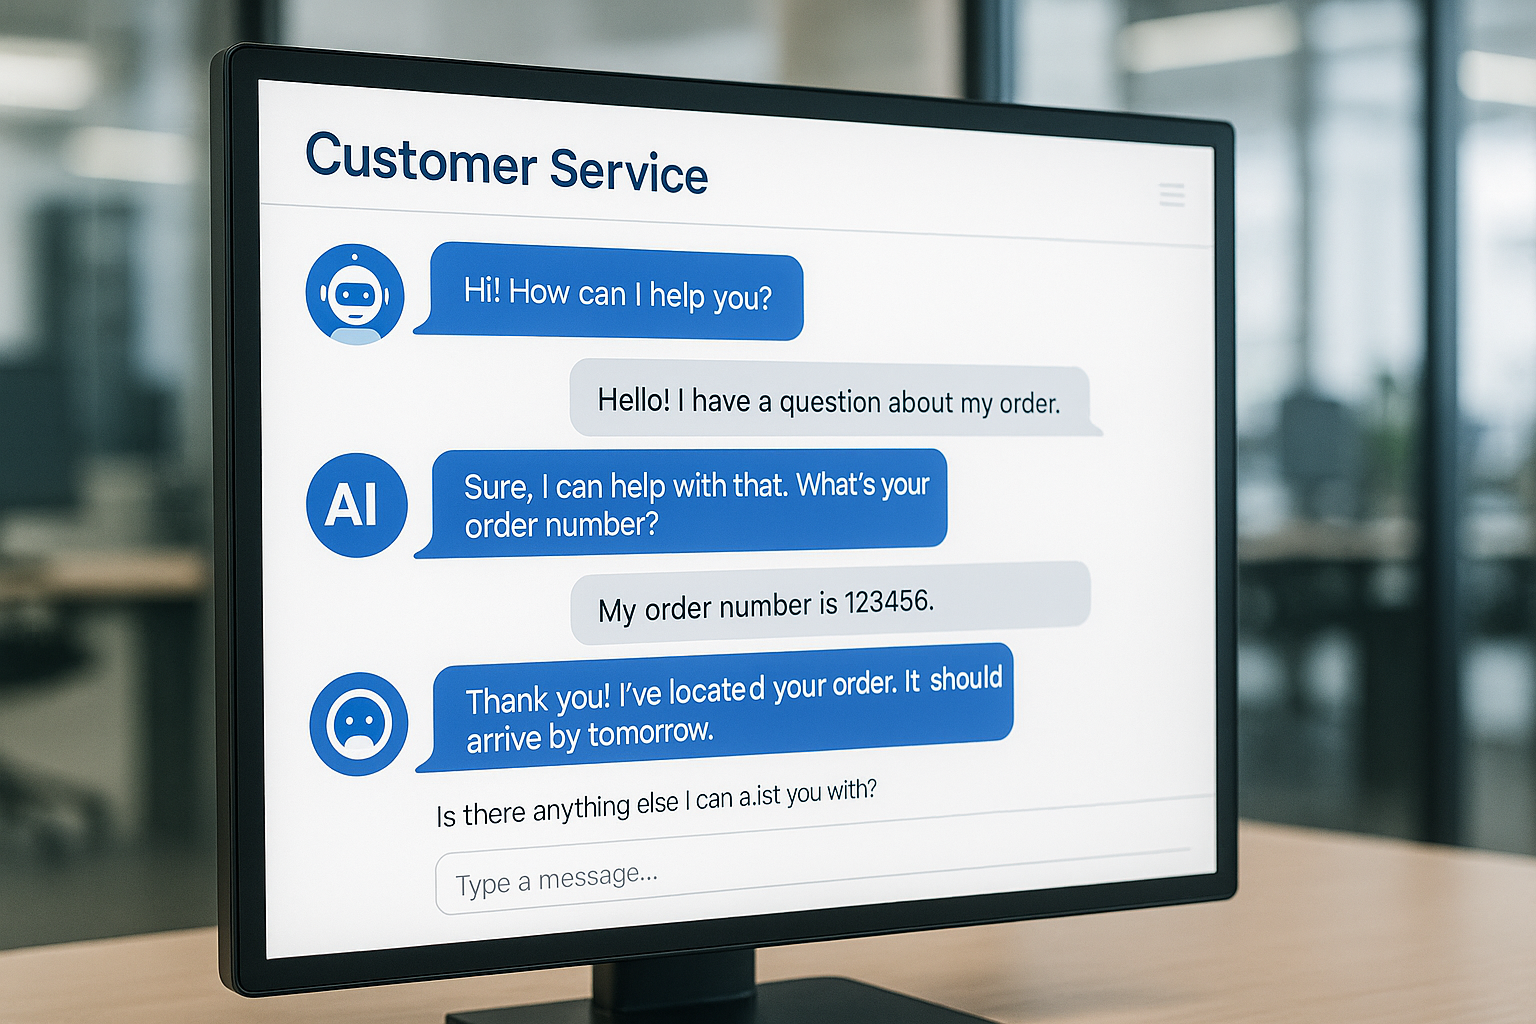 Customer Service
Hi! How can I help you?
Hello! I have a question about my order.
AI
Sure, I can help with that. What's your
order number?
My order number is 123456.
Thank you! I've located your order. It should
arrive by tomorrow.
Is there anything else I can a.ist you with?
Type a message...